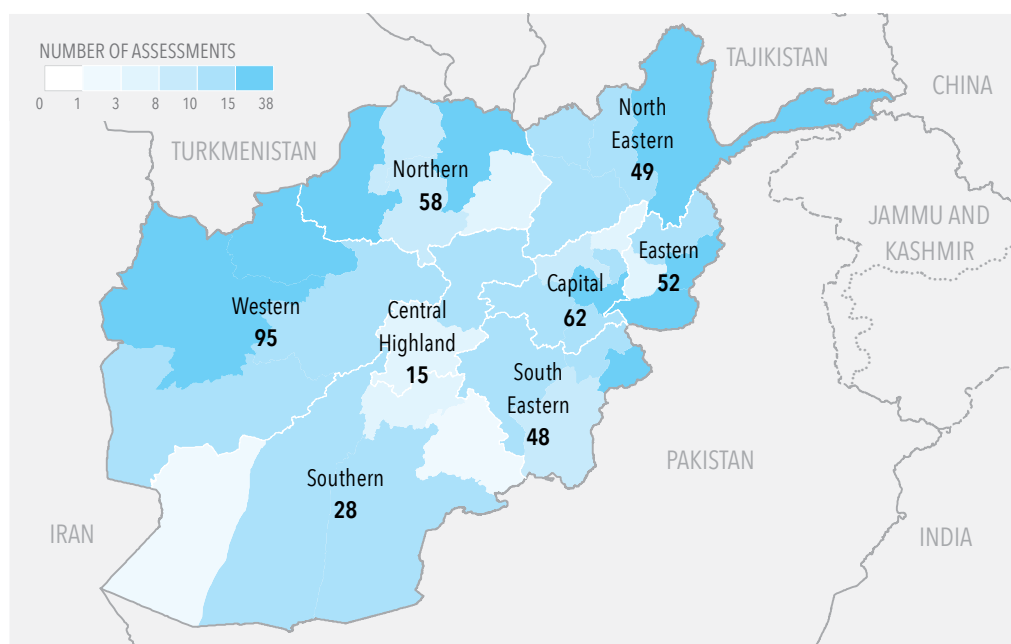 NUMBER OF ASSESSMENTS
0 1 3 8 10 15 38
TAJIKISTAN
CHINA
TURKMENISTAN
North
Eastern
49
Northern
58
JAMMU AND
KASHMIR
Eastern
52
Capital
62
Western
95
Central
Highland
15
South
Eastern
48
PAKISTAN
Southern
28
IRAN
INDIA